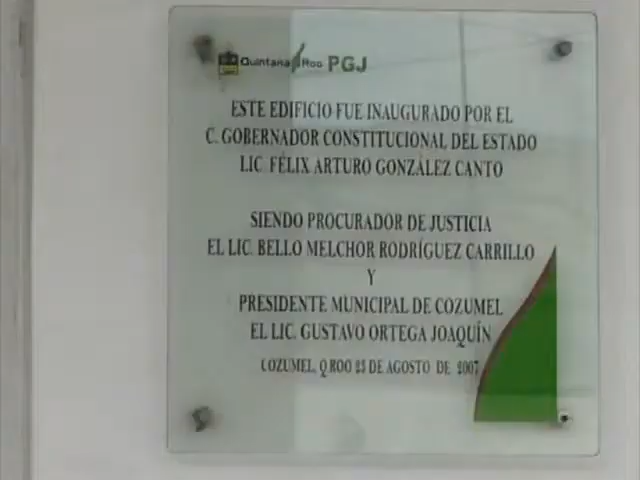 Quintana Roo PGJ
ESTE EDIFICIO FUE INAUGURADO POR EL
C. GOBERNADOR CONSTITUCIONAL DEL ESTADO
LIC. FÉLIX ARTURO GONZÁLEZ CANTO
SIENDO PROCURADOR DE JUSTICIA
EL LIC. BELLO MELCHOR RODRÍGUEZ CARRILLO
Y
PRESIDENTE MUNICIPAL DE COZUMEL
EL LIC. GUSTAVO ORTEGA JOAQUÍN
COZUMEL, Q ROO DE AGOSTO DE 2007